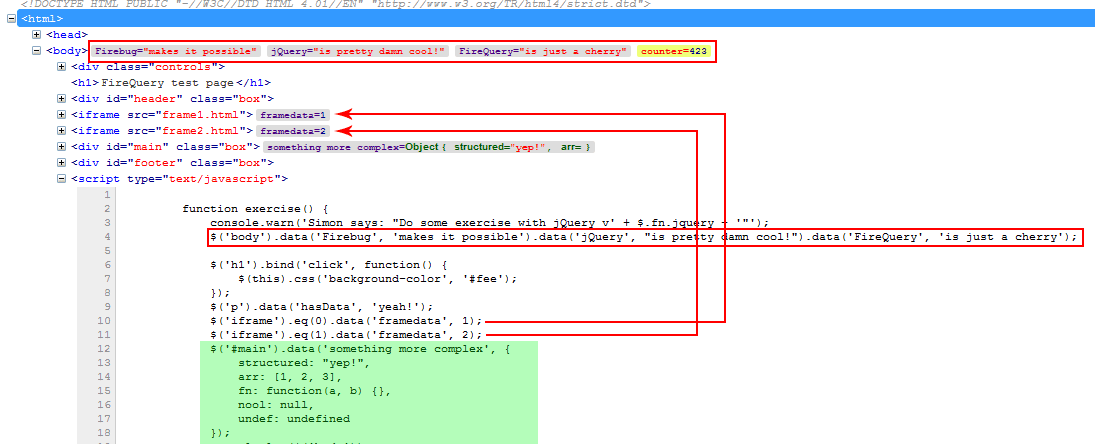 <!DOCTYPE HTML PUBLIC "-//W3C//DTD HTML 4.01//EN" "http://www.w3.org/TR/html4/strict.dtd">
<html>
<head>
<body> Firebug="makes it possible" jQuery="is pretty damn cool!" FireQuery="is just a cherry" counter=423
<div class="controls">
<h1>FireQuery test page</h1>
<div id="header" class="box">
<iframe src="frame1.html"> framedata=1
<iframe src="frame2.html"> framedata=2
<div id="main" class="box"> something more complex=Object { structured="yep!", arr= }
<div id="footer" class="box">
<script type="text/javascript">
1
2 function exercise() {
3 console.warn('Simon says: "Do some exercise with jQuery v' + $.fn.jquery + '"');
4 $('body').data('Firebug', 'makes it possible').data('jQuery', "is pretty damn cool!").data('FireQuery', 'is just a cherry');
5
6 $('h1').bind('click', function() {
7 $(this).css('background-color', '#fee');
8 });
9 $('p').data('hasData', 'yeah!');
10 $('iframe').eq(0).data('framedata', 1);
11 $('iframe').eq(1).data('framedata', 2);
12 $('#main').data('something more complex', {
13 structured: "yep!",
14 arr: [1, 2, 3],
15 fn: function(a, b) {},
16 nool: null,
17 undef: undefined
18 });